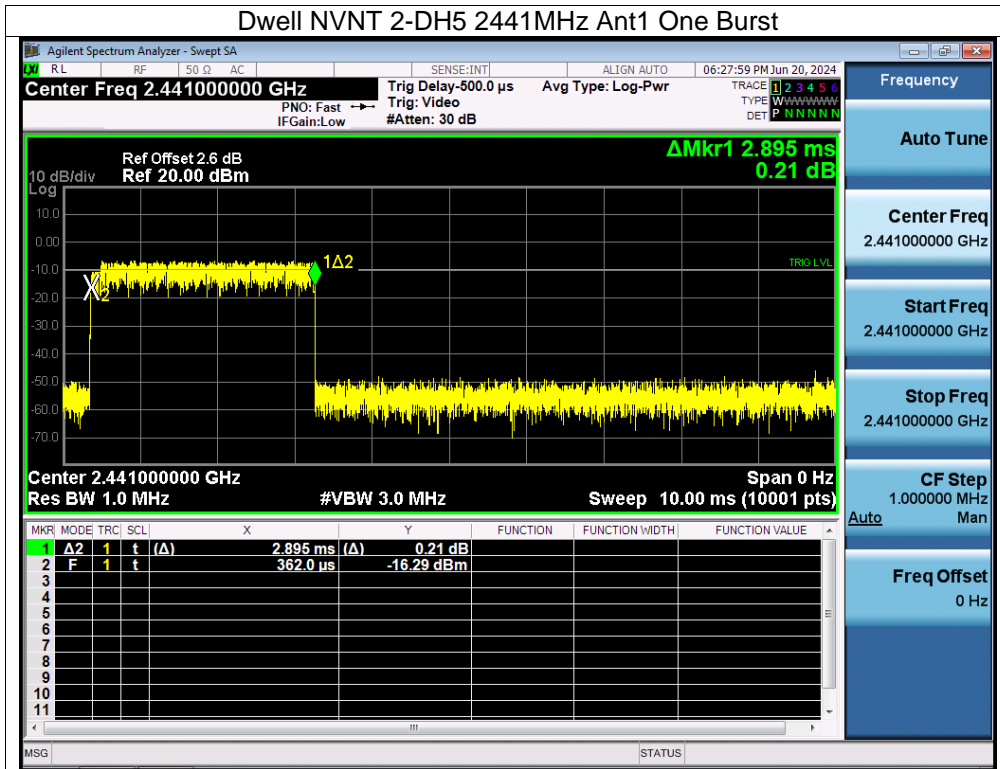 Dwell NVNT 2-DH5 2441MHz Ant1 One Burst
Agilent Spectrum Analyzer - Swept SA
LXI RL RF 50 Ω AC SENSE:INT ALIGN AUTO 06:27:59 PM Jun 20, 2024
Center Freq 2.441000000 GHz
PNO: Fast
IFGain:Low
Trig Delay-500.0 µs
Trig: Video
#Atten: 30 dB
Avg Type: Log-Pwr
TRACE 1 2 3 4 5 6
TYPE WWWWWW
DET P N N N N N
Frequency
Auto Tune
Center Freq
2.441000000 GHz
Start Freq
2.441000000 GHz
Stop Freq
2.441000000 GHz
CF Step
1.000000 MHz
Auto Man
Freq Offset
0 Hz
ΔMkr1 2.895 ms
0.21 dB
Ref Offset 2.6 dB
10 dB/div Ref 20.00 dBm
Log
10.0
0.00
-10.0
-20.0
-30.0
-40.0
-50.0
-60.0
-70.0
1Δ2
TRIG LVL
2
Center 2.441000000 GHz Span 0 Hz
Res BW 1.0 MHz #VBW 3.0 MHz Sweep 10.00 ms (10001 pts)
MKR MODE TRC SCL X Y FUNCTION FUNCTION WIDTH FUNCTION VALUE
1 Δ2 1 t (Δ) 2.895 ms (Δ) 0.21 dB
2 F 1 t 362.0 µs -16.29 dBm
3
4
5
6
7
8
9
10
11
MSG STATUS